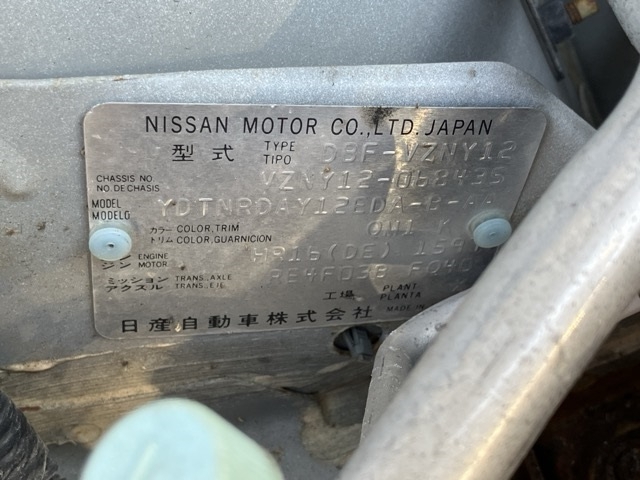 NISSAN MOTOR CO.,LTD. JAPAN
型式 TYPE TIPO DBF-VZNY12
CHASSIS NO NO CHASIS VZNY12-068435
MODEL MODELO YDTNRDAY12EDA-B-
カラー COLOR,TRIM
トリム COLOR,GUARNICION
ENGINE MOTOR HR16(DE)
ミッション TRANS.,AXLE
アクスル TRANS.,EJE RE4F03B
工場 PLANT PLANTA
日産自動車株式会社 MADE IN